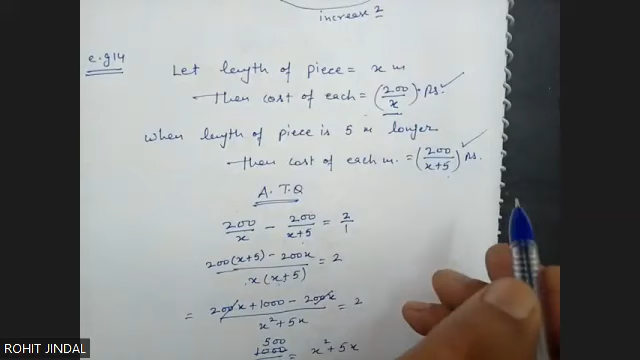 increase 2
e.g 14
Let length of piece = x m
Then cost of each = (200/x) Rs.
When length of piece is 5 m longer
Then cost of each m. = (200/x+5) Rs.
A.T.Q
200/x - 200/x+5 = 2/1
200(x+5) - 200x / x(x+5) = 2
= 200x + 1000 - 200x / x² + 5x = 2
500
1000 = x² + 5x
ROHIT JINDAL